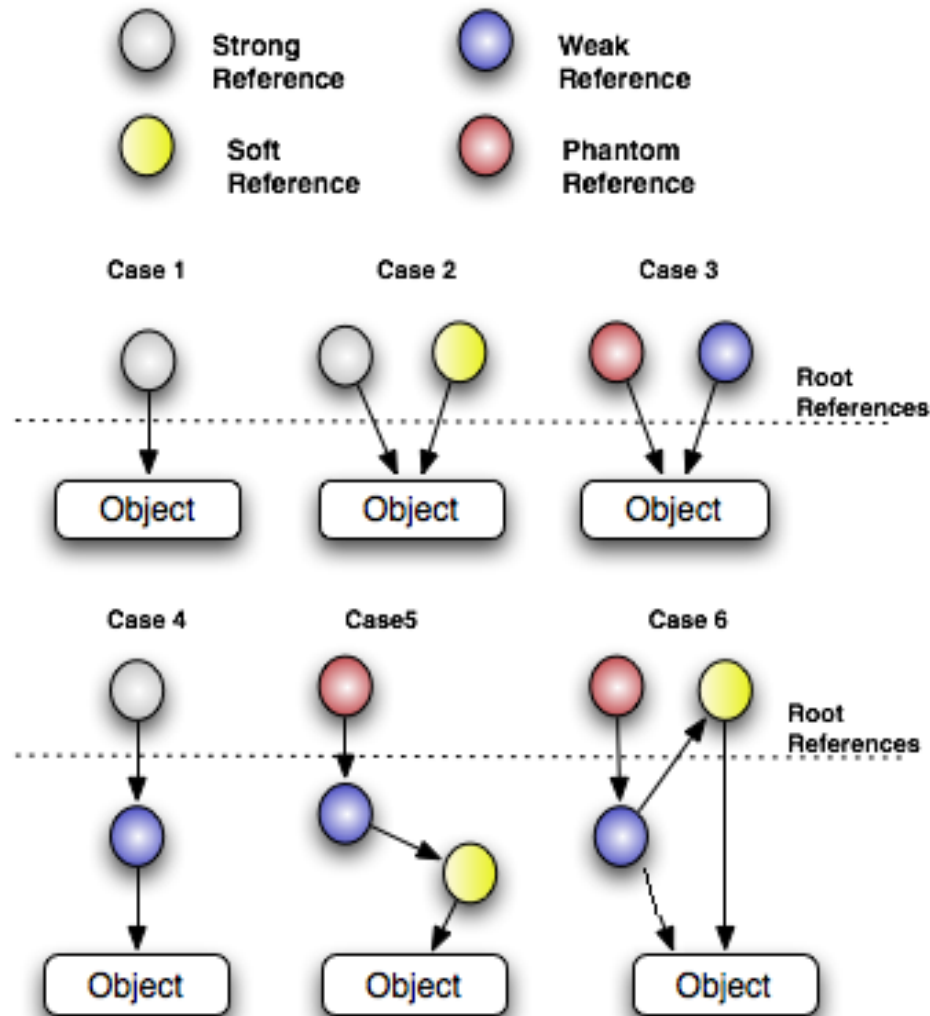 Strong
Reference
Weak
Reference
Soft
Reference
Phantom
Reference
Case 1
Case 2
Case 3
Root
References
Object
Object
Object
Case 4
Case5
Case 6
Root
References
Object
Object
Object